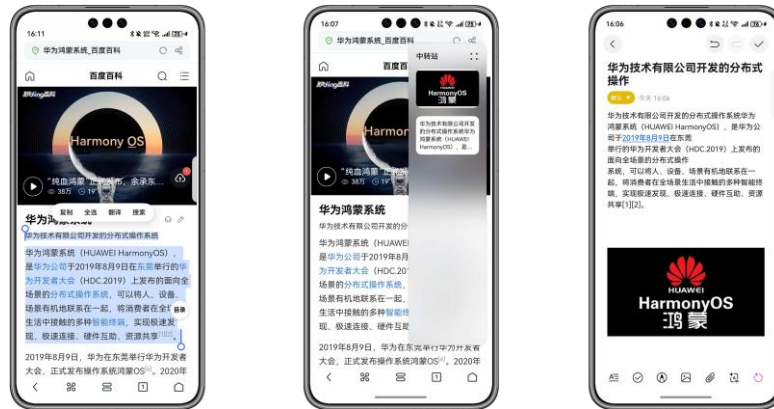 16:11
华为鸿蒙系统_百度百科
百度百科
Harmony OS
“纯血鸿蒙”正式发布，余承东...
38万
复制 全选 翻译 搜索
华为鸿蒙系统
华为技术有限公司开发的分布式操作系统
华为鸿蒙系统（HUAWEI HarmonyOS），
是华为公司于2019年8月9日在东莞举行的华
为开发者大会（HDC.2019）上发布的面向全
场景的分布式操作系统，可以将人、设备、
场景有机地联系在一起，将消费者在全场
目录
生活中接触的多种智能终端，实现极速发
现、极速连接、硬件互助、资源共享
2019年8月9日，华为在东莞举行华为开发者
大会，正式发布操作系统鸿蒙OS。2020年
1
16:07
华为鸿蒙系统_百度百科
百度百
Harmon
“纯血鸿蒙”正
38万
华为鸿蒙系统
华为技术有限公司开发的分
华为鸿蒙系统（HUAWEI
是华为公司于2019年8月
为开发者大会（HDC.201
场景的分布式操作系统，
场景有机地联系在一起，
生活中接触的多种智能终
现、极速连接、硬件互助
2019年8月9日，华为在东莞举行华为开发者
大会，正式发布操作系统鸿蒙OS。2020年
1
中转站
HUAWEI
HarmonyOS
鸿蒙
华为技术有限公司开发
的分布式操作系统华为
鸿蒙系统（HUAWEI
HarmonyOS），是...
16:06
华为技术有限公司开发的分布式
操作
今天 16:06
华为技术有限公司开发的分布式操作系统华为
鸿蒙系统（HUAWEI HarmonyOS），是华为公
司于2019年8月9日在东莞
举行的华为开发者大会（HDC.2019）上发布的
面向全场景的分布式操作
系统，可以将人、设备、场景有机地联系在一
起，将消费者在全场景生活中接触的多种智能终
端，实现极速发现、极速连接、硬件互助、资源
共享[1][2]。
HUAWEI
HarmonyOS
鸿蒙